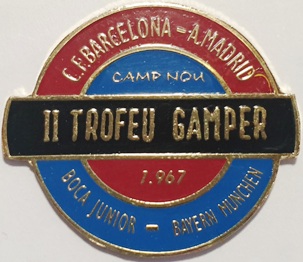 C.F.BARCELONA - A.MADRID
CAMP NOU
II TROFEU GAMPER
1.967
BOCA JUNIOR - BAYERN MUNCHEN